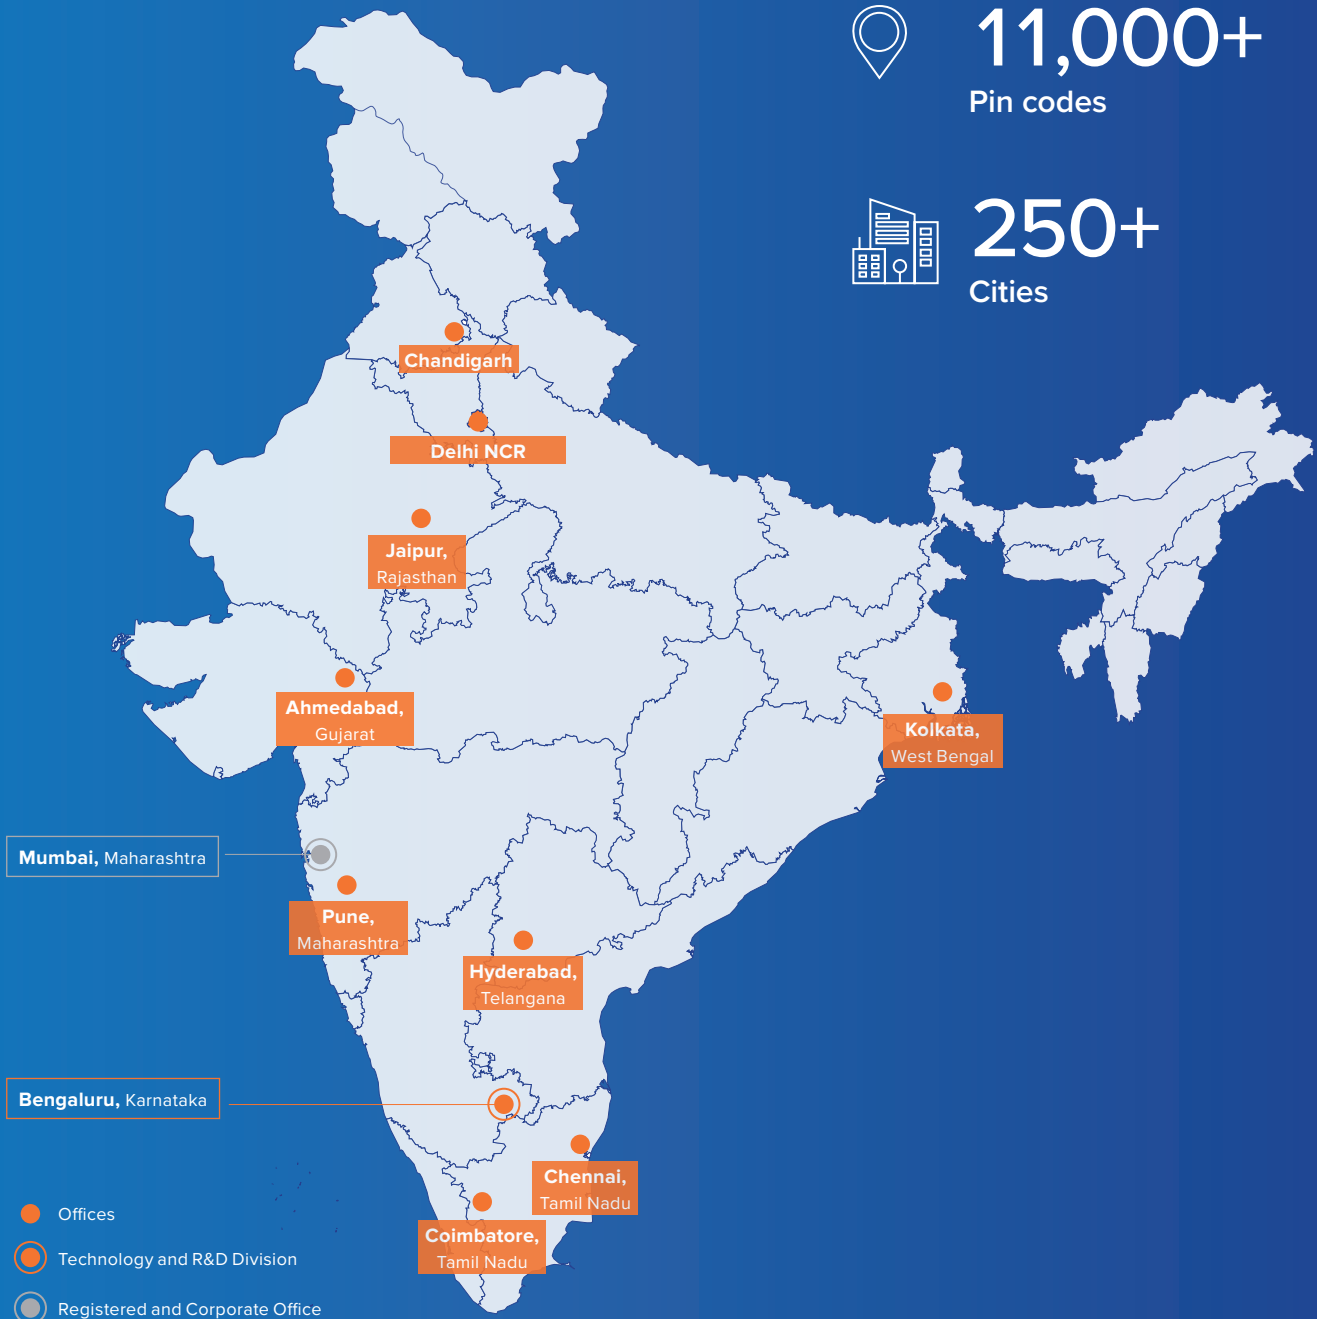 11,000+
Pin codes
250+
Cities
Chandigarh
Delhi NCR
Jaipur,
Rajasthan
Ahmedabad,
Gujarat
Kolkata,
West Bengal
Mumbai, Maharashtra
Pune,
Maharashtra
Hyderabad,
Telangana
Bengaluru, Karnataka
Chennai,
Tamil Nadu
Coimbatore,
Tamil Nadu
Offices
Technology and R&D Division
Registered and Corporate Office